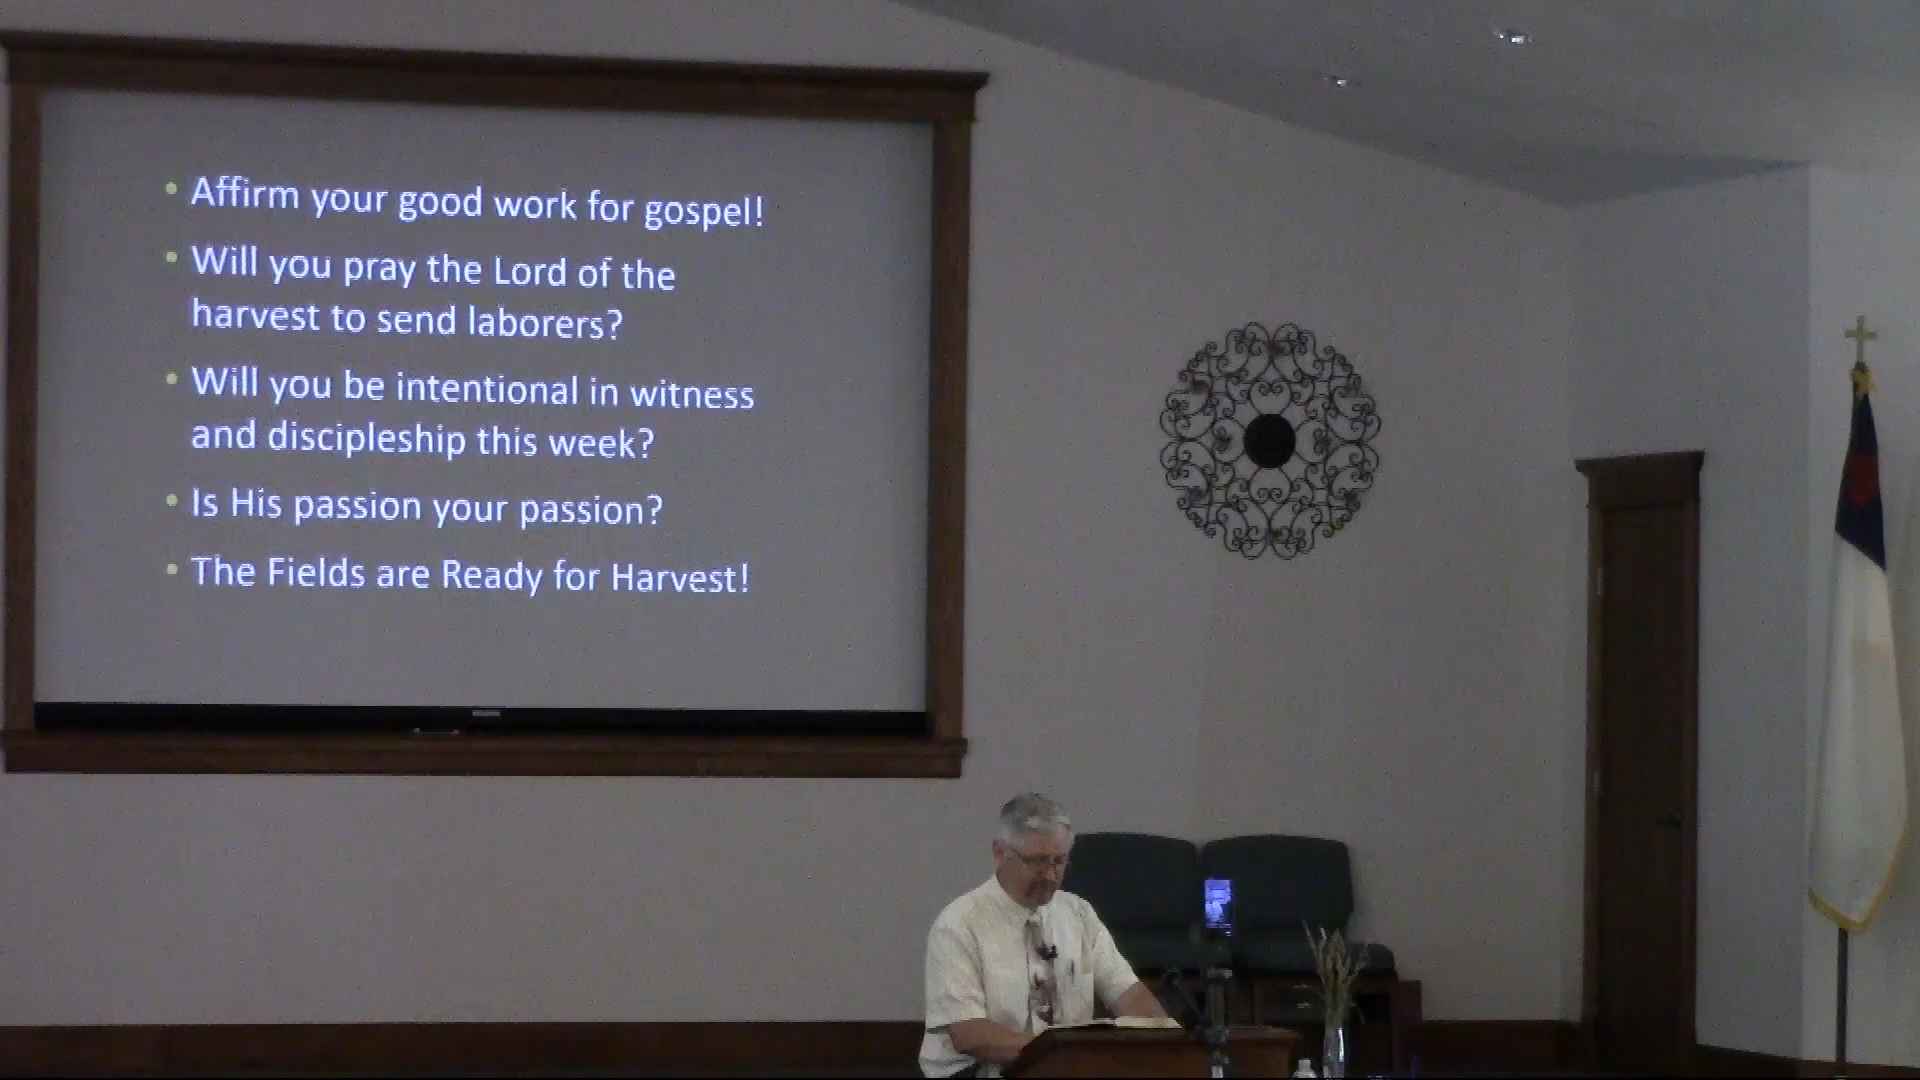 • Affirm your good work for gospel!
• Will you pray the Lord of the
harvest to send laborers?
• Will you be intentional in witness
and discipleship this week?
• Is His passion your passion?
• The Fields are Ready for Harvest!